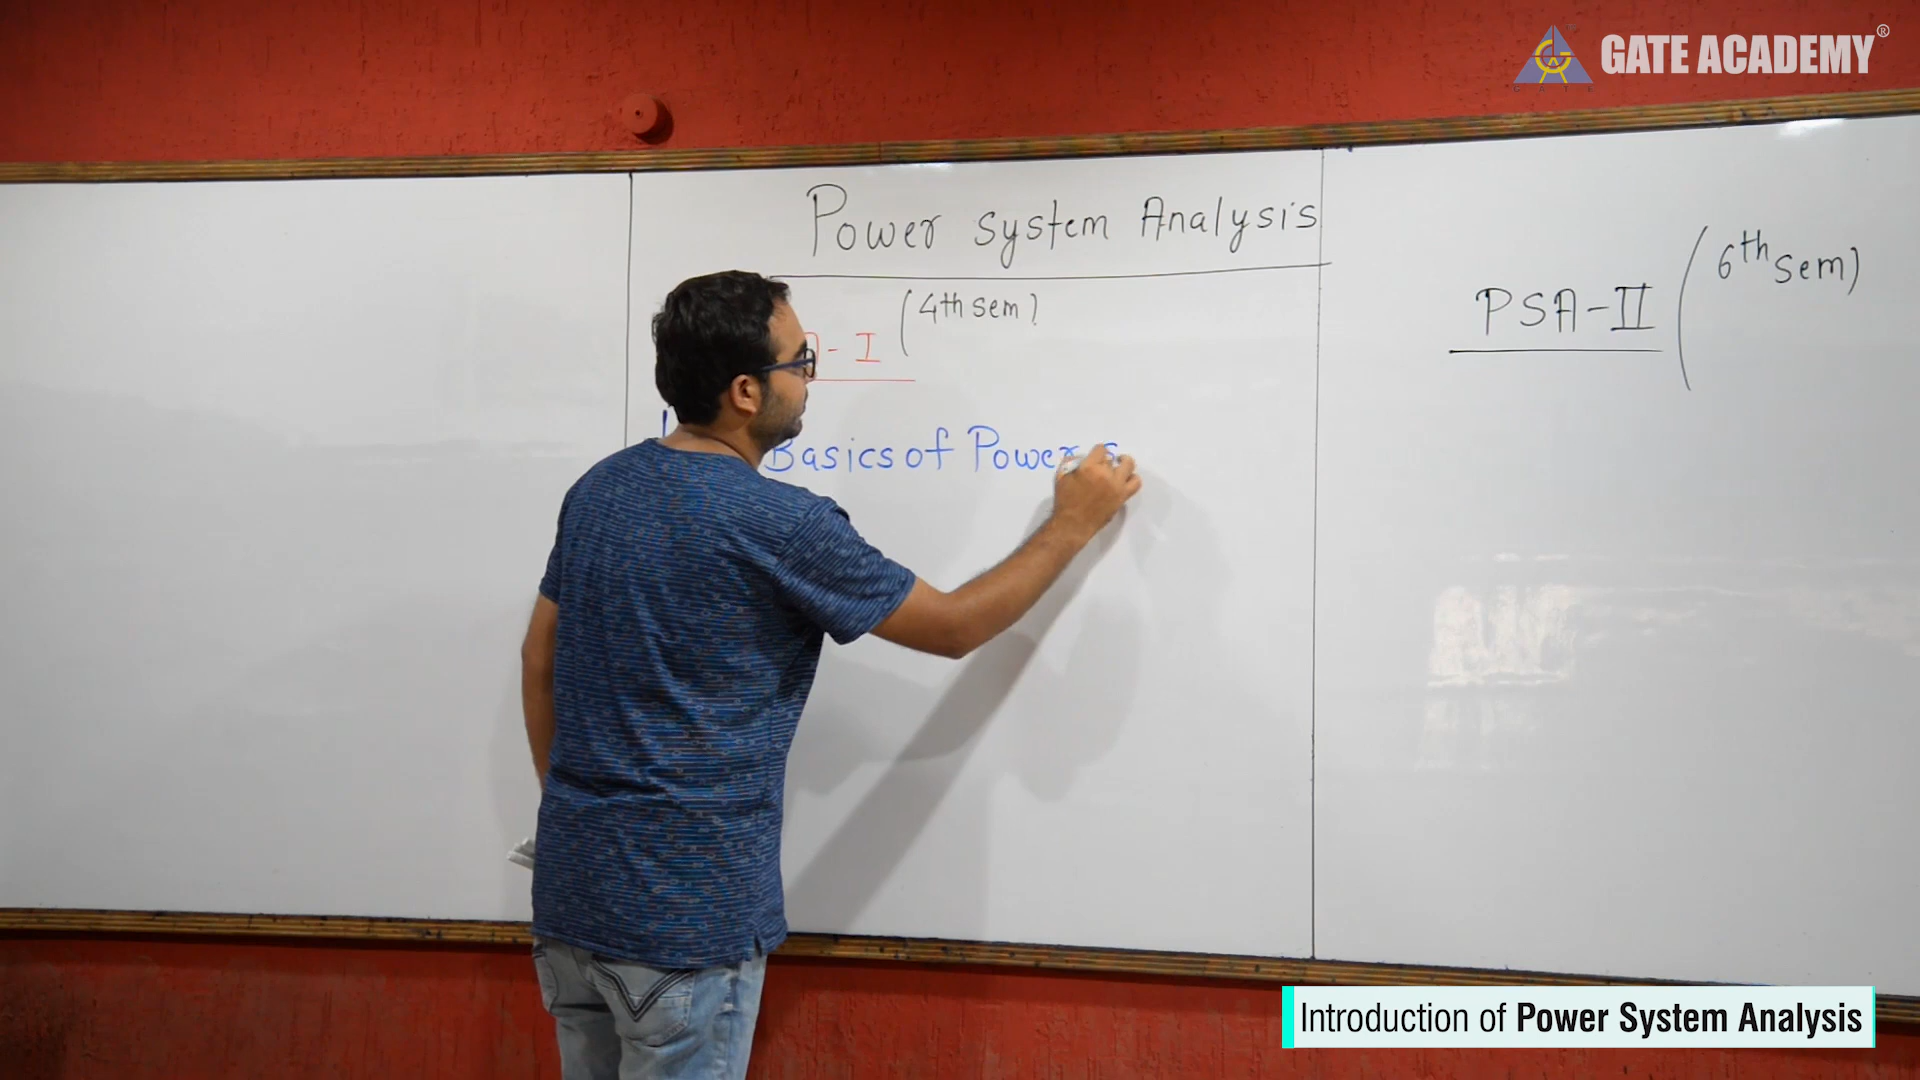 GATE ACADEMY®
Power System Analysis
(4th sem)
- I
Basics of Power s
PSA-II (6th sem)
Introduction of Power System Analysis